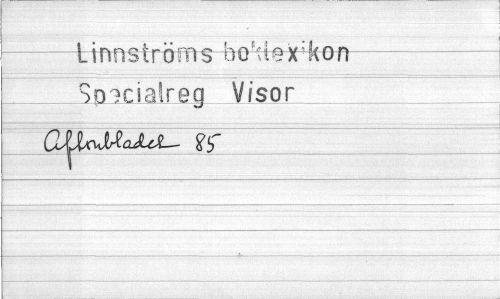 Linnströms boklexikon
Specialreg Visor
Aftonbladet 85